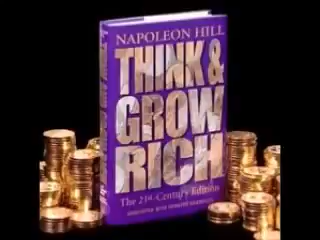 NAPOLEON HILL
THINK &
GROW
RICH
The 21st Century Edition